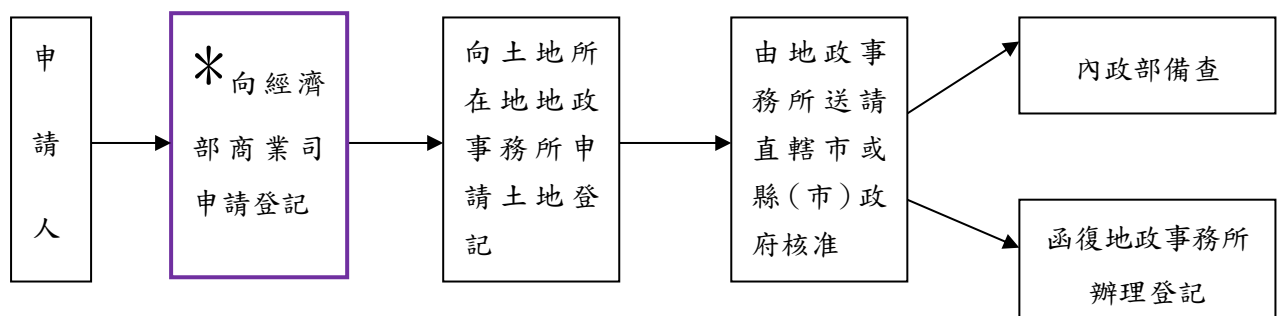 申
請
人
＊向經濟
部商業司
申請登記
向土地所
在地地政
事務所申
請土地登
記
由地政事
務所送請
直轄市或
縣（市）政
府核准
內政部備查
函復地政事務所
辦理登記